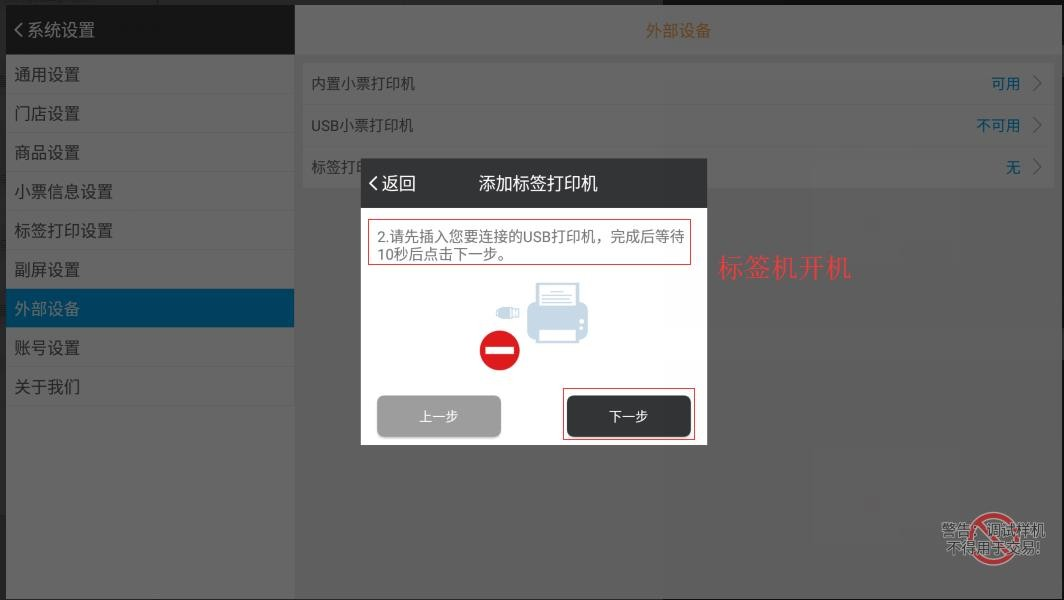 系统设置
外部设备
通用设置
门店设置
商品设置
小票信息设置
标签打印设置
副屏设置
外部设备
账号设置
关于我们
内置小票打印机
可用
USB小票打印机
不可用
标签打
无
返回
添加标签打印机
2.请先插入您要连接的USB打印机，完成后等待
10秒后点击下一步。
标签机开机
上一步
下一步
警告：调试样机
不得用于交易!